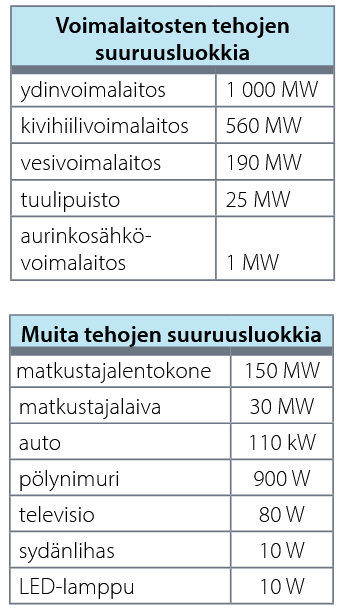 Voimalaitosten tehojen
suuruusluokkia
ydinvoimalaitos 1 000 MW
kivihiilivoimalaitos 560 MW
vesivoimalaitos 190 MW
tuulipuisto 25 MW
aurinkosähkö-
voimalaitos 1 MW
Muita tehojen suuruusluokkia
matkustajalentokone 150 MW
matkustajalaiva 30 MW
auto 110 kW
pölynimuri 900 W
televisio 80 W
sydänlihas 10 W
LED-lamppu 10 W